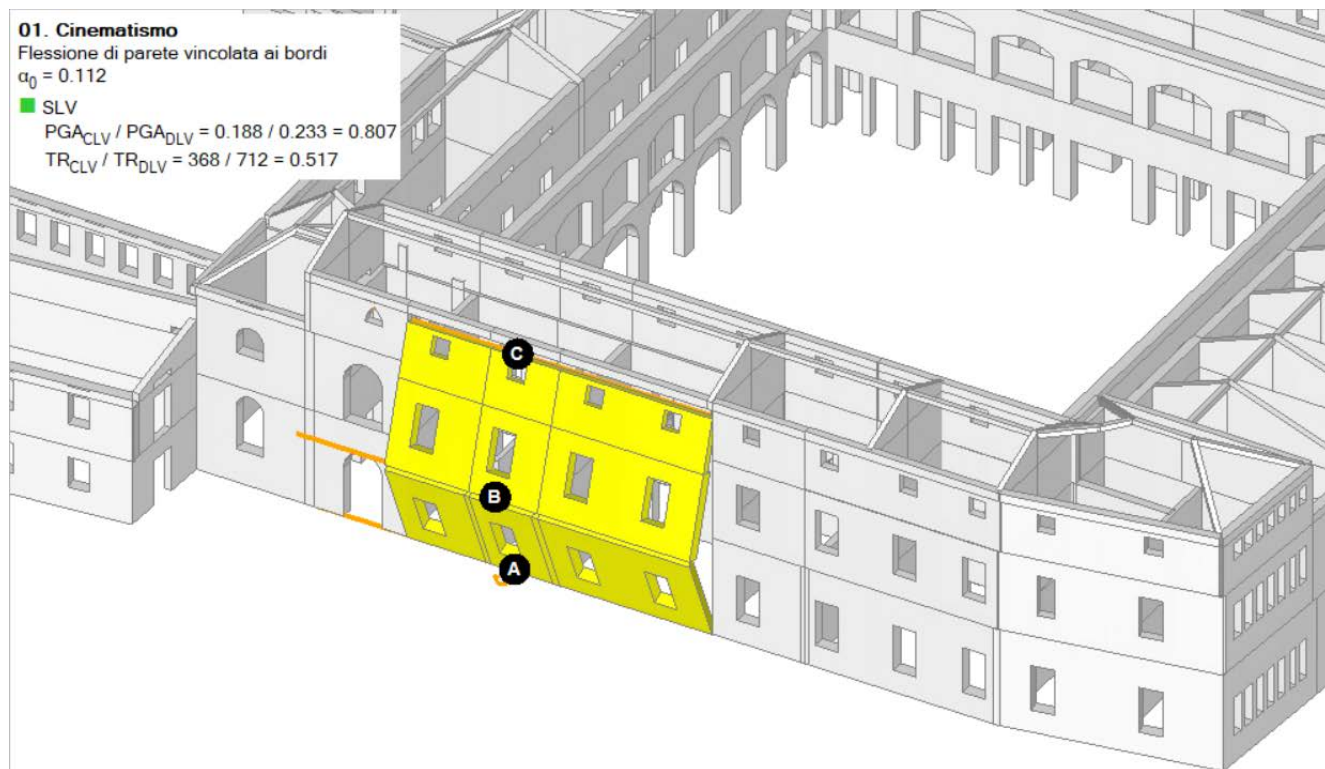 01. Cinematismo
Flessione di parete vincolata ai bordi
α0 = 0.112
SLV
PGACLV / PGADLV = 0.188 / 0.233 = 0.807
TRCLV / TRDLV = 368 / 712 = 0.517
C
B
A